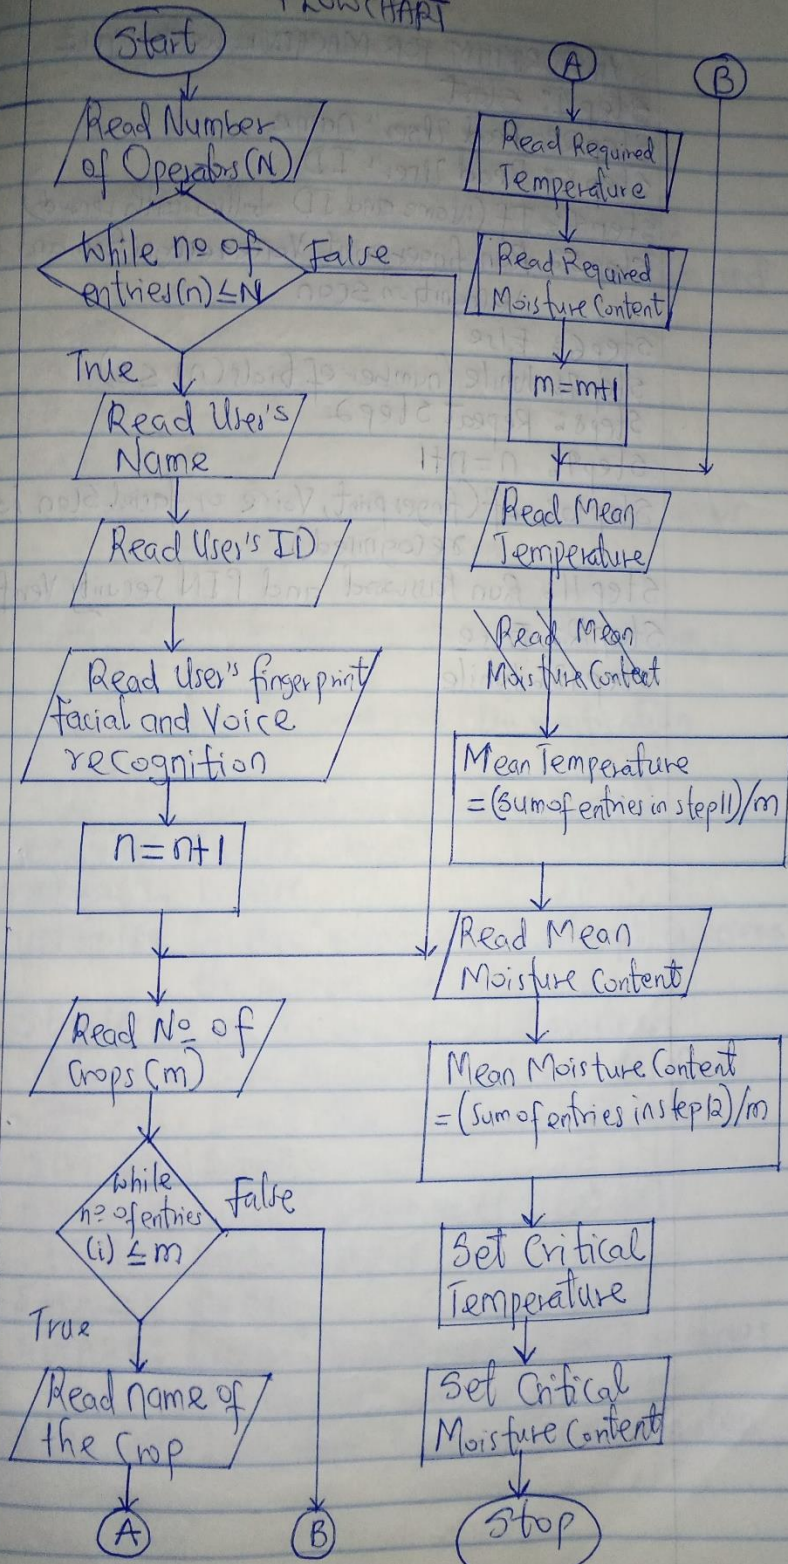 FLOWCHART
Start
Read Number
of Operators(N)
While no of
entries(n)≤N
False
True
Read User's
Name
Read User's ID
Read User's fingerprint
facial and Voice
recognition
n=n+1
Read No of
Crops (m)
while
no of entries
(i) ≤ m
False
True
Read name of
the Crop
A
B
A
B
Read Required
Temperature
Read Required
Moisture Content
m=m+1
Read Mean
Temperature
Read Mean
Moisture Content
Mean Temperature
=(Sum of entries in step11)/m
Read Mean
Moisture Content
Mean Moisture Content
=(Sum of entries in step12)/m
Set Critical
Temperature
Set Critical
Moisture Content
Stop